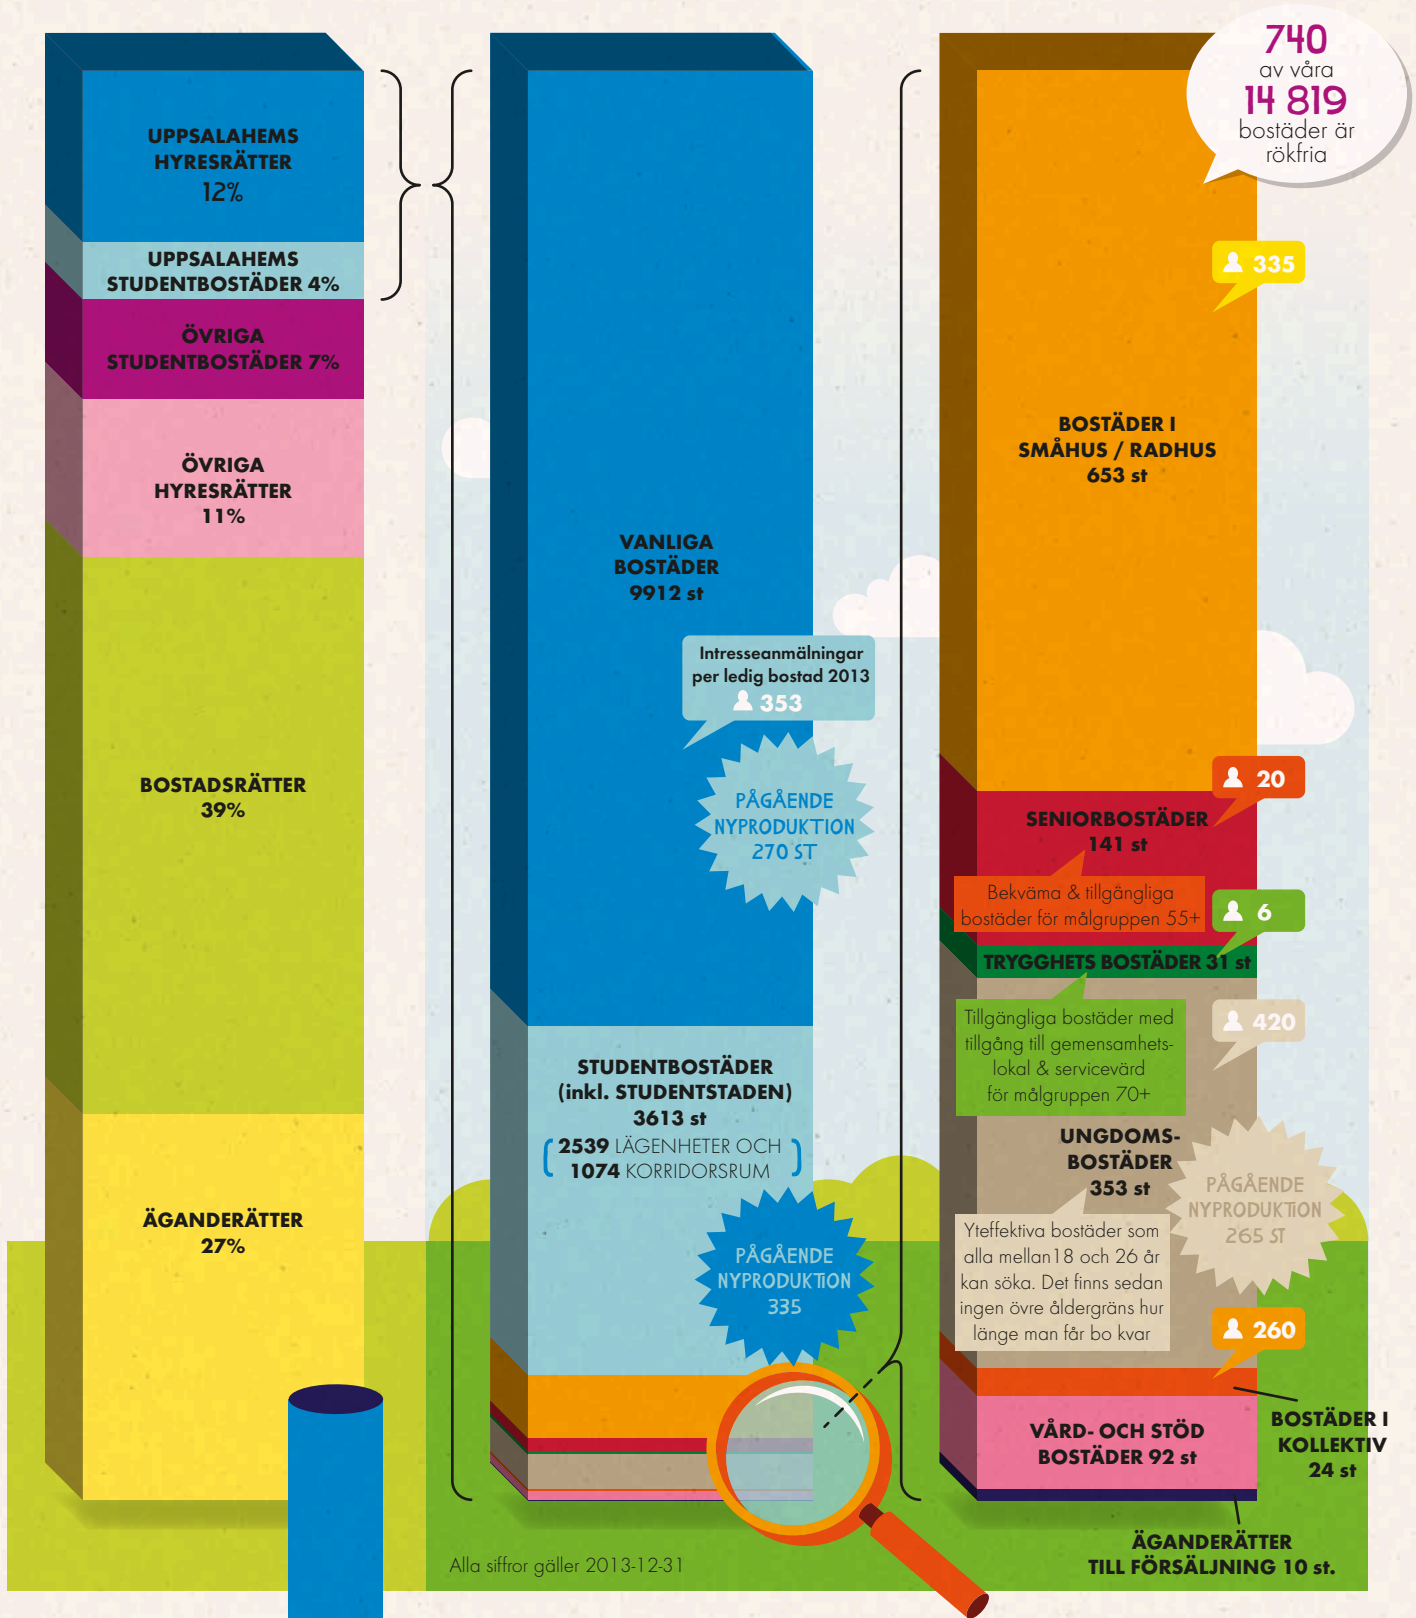 UPPSALAHEMS
HYRESRÄTTER
12%
UPPSALAHEMS
STUDENTBOSTÄDER 4%
ÖVRIGA
STUDENTBOSTÄDER 7%
ÖVRIGA
HYRESRÄTTER
11%
BOSTADSRÄTTER
39%
ÄGANDERÄTTER
27%
VANLIGA
BOSTÄDER
9912 st
Intresseanmälningar
per ledig bostad 2013
353
PÅGÅENDE
NYPRODUKTION
270 ST
STUDENTBOSTÄDER
(inkl. STUDENTSTADEN)
3613 st
(2539 LÄGENHETER OCH
1074 KORRIDORSRUM)
PÅGÅENDE
NYPRODUKTION
335
Alla siffror gäller 2013-12-31
740
av våra
14 819
bostäder är
rökfria
335
BOSTÄDER I
SMÅHUS / RADHUS
653 st
20
SENIORBOSTÄDER
141 st
Bekväma & tillgängliga
bostäder för målgruppen 55+
6
TRYGGHETS BOSTÄDER 31 st
Tillgängliga bostäder med
tillgång till gemensamhets-
lokal & servicevärd
för målgruppen 70+
420
UNGDOMS-
BOSTÄDER
353 st
PÅGÅENDE
NYPRODUKTION
265 ST
Yteffektiva bostäder som
alla mellan18 och 26 år
kan söka. Det finns sedan
ingen övre åldergräns hur
länge man får bo kvar
260
BOSTÄDER I
KOLLEKTIV
24 st
VÅRD- OCH STÖD
BOSTÄDER 92 st
ÄGANDERÄTTER
TILL FÖRSÄLJNING 10 st.